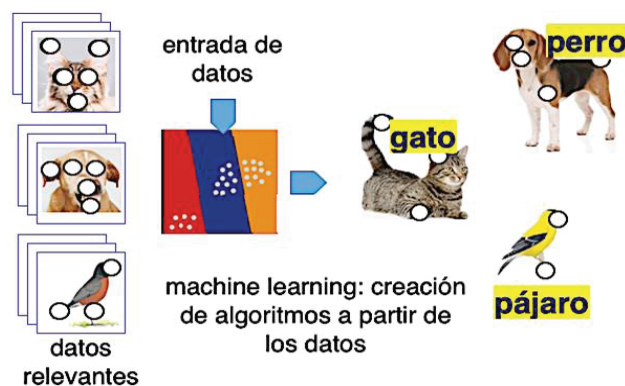 entrada de
datos
perro
gato
pájaro
machine learning: creación
de algoritmos a partir de
los datos
datos
relevantes